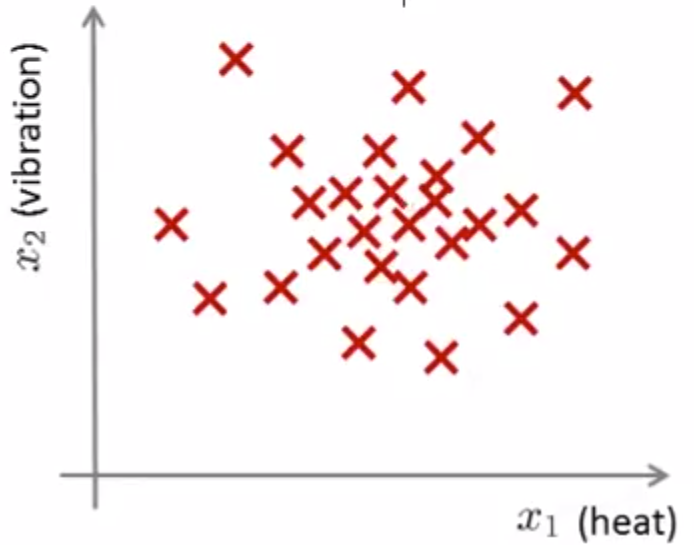 x₂ (vibration)
x₁ (heat)